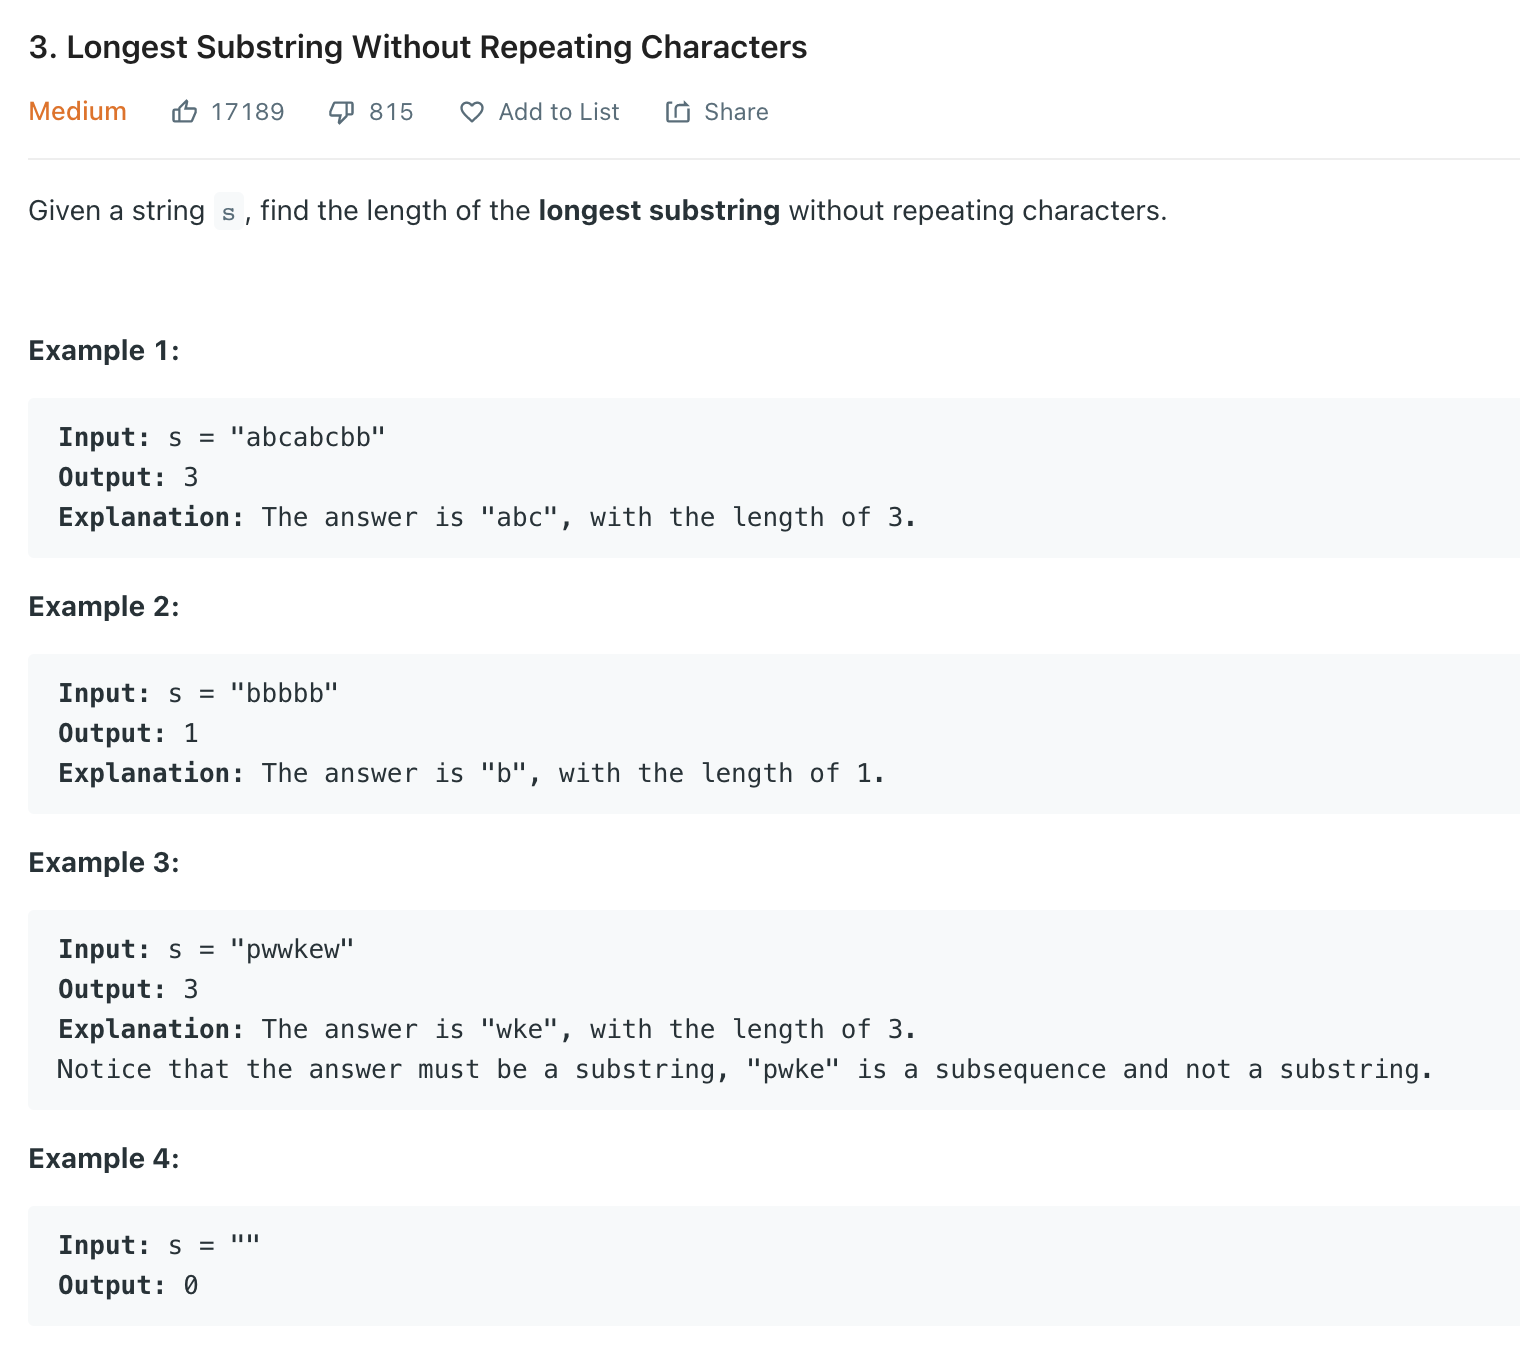 3. Longest Substring Without Repeating Characters
Medium 17189 815 Add to List Share
Given a string s, find the length of the longest substring without repeating characters.
Example 1:
Input: s = "abcabcbb"
Output: 3
Explanation: The answer is "abc", with the length of 3.
Example 2:
Input: s = "bbbbb"
Output: 1
Explanation: The answer is "b", with the length of 1.
Example 3:
Input: s = "pwwkew"
Output: 3
Explanation: The answer is "wke", with the length of 3.
Notice that the answer must be a substring, "pwke" is a subsequence and not a substring.
Example 4:
Input: s = ""
Output: 0